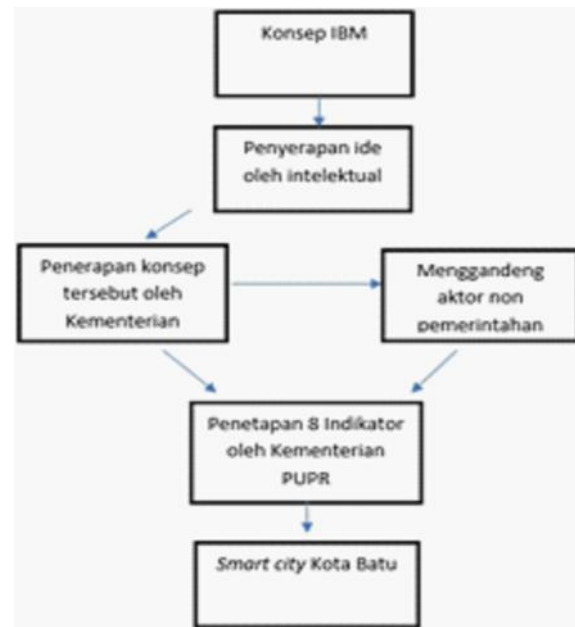 Konsep IBM
Penyerapan ide
oleh intelektual
Penerapan konsep
tersebut oleh
Kementerian
Menggandeng
aktor non
pemerintahan
Penetapan 8 Indikator
oleh Kementerian
PUPR
Smart city Kota Batu